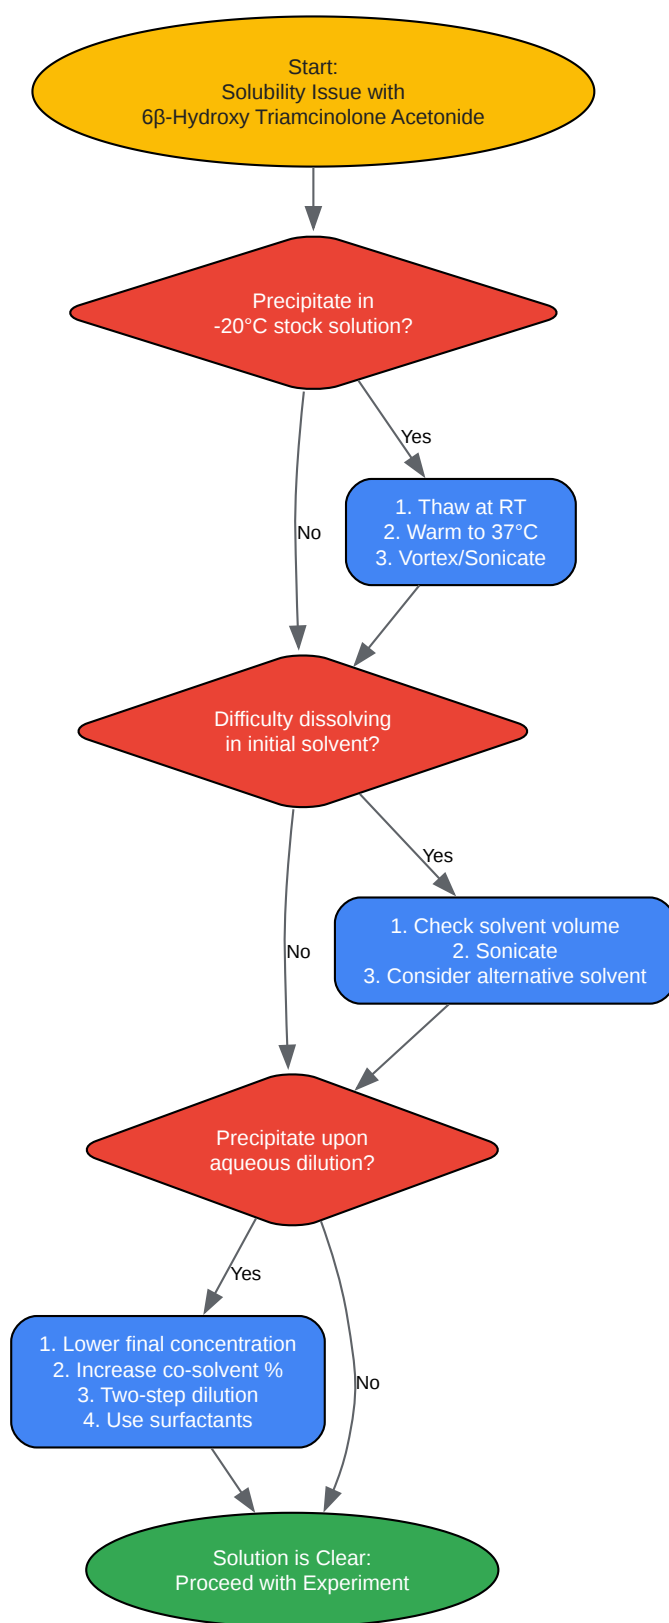 Start:
Solubility Issue with
6β-Hydroxy Triamcinolone Acetonide
Precipitate in
-20°C stock solution?
Yes
1. Thaw at RT
2. Warm to 37°C
3. Vortex/Sonicate
No
Difficulty dissolving
in initial solvent?
Yes
1. Check solvent volume
2. Sonicate
3. Consider alternative solvent
No
Precipitate upon
aqueous dilution?
Yes
1. Lower final concentration
2. Increase co-solvent %
3. Two-step dilution
4. Use surfactants
No
Solution is Clear:
Proceed with Experiment